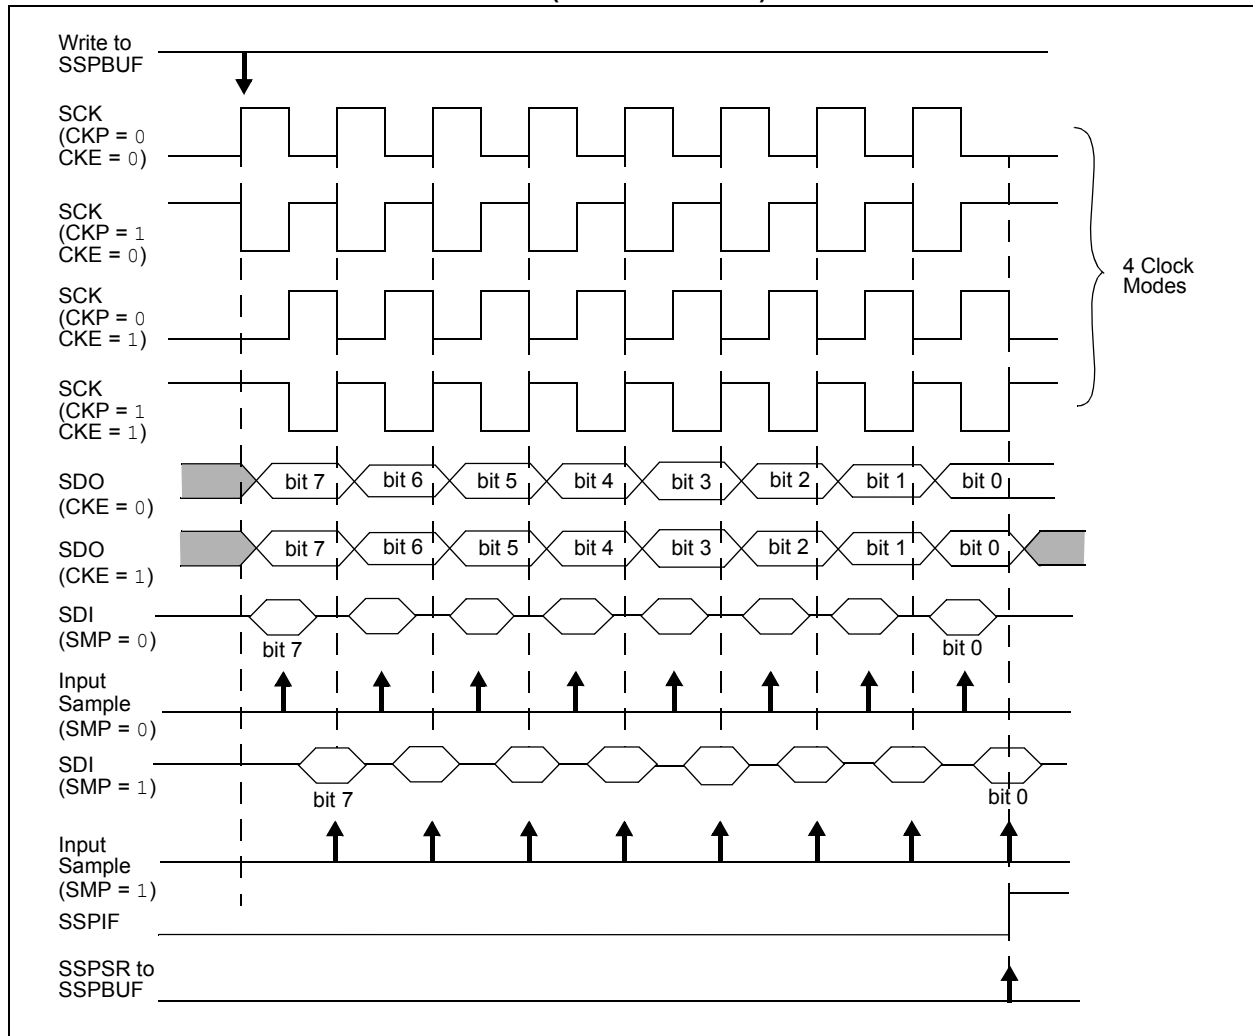 Write to
SSPBUF
SCK
(CKP = 0
CKE = 0)
SCK
(CKP = 1
CKE = 0)
SCK
(CKP = 0
CKE = 1)
SCK
(CKP = 1
CKE = 1)
4 Clock
Modes
SDO
(CKE = 0)
bit 7 bit 6 bit 5 bit 4 bit 3 bit 2 bit 1 bit 0
SDO
(CKE = 1)
bit 7 bit 6 bit 5 bit 4 bit 3 bit 2 bit 1 bit 0
SDI
(SMP = 0)
bit 7 bit 0
Input
Sample
(SMP = 0)
SDI
(SMP = 1)
bit 7 bit 0
Input
Sample
(SMP = 1)
SSPIF
SSPSR to
SSPBUF